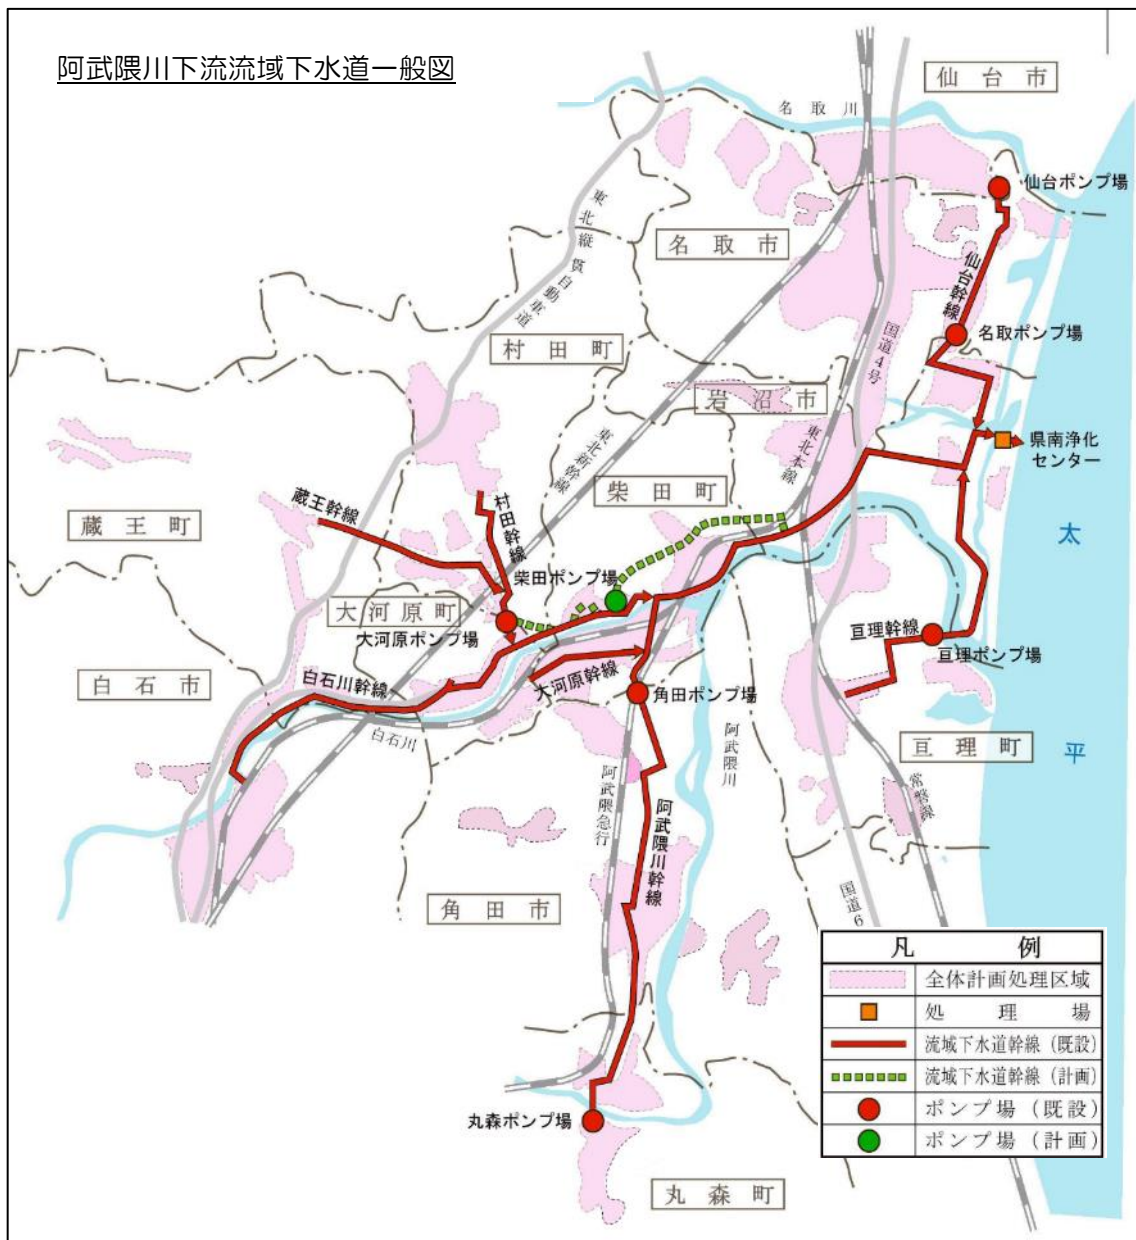 阿武隈川下流流域下水道一般図
仙台市
名取川
仙台ポンプ場
東北縦貫自動車道
名取市
仙台幹線
名取ポンプ場
国道4号
村田町
岩沼市
東北本線
東北新幹線
県南浄化
センター
柴田町
蔵王幹線
村田幹線
蔵王町
太
柴田ポンプ場
大河原町
大河原ポンプ場
亘理幹線
亘理ポンプ場
白石市
白石川幹線
大河原幹線
角田ポンプ場
白石川
阿武隈川
亘理町
平
常磐線
阿武隈急行
阿武隈川幹線
角田市
国道6
凡例
全体計画処理区域
処理場
流域下水道幹線(既設)
流域下水道幹線(計画)
ポンプ場(既設)
ポンプ場(計画)
丸森ポンプ場
丸森町